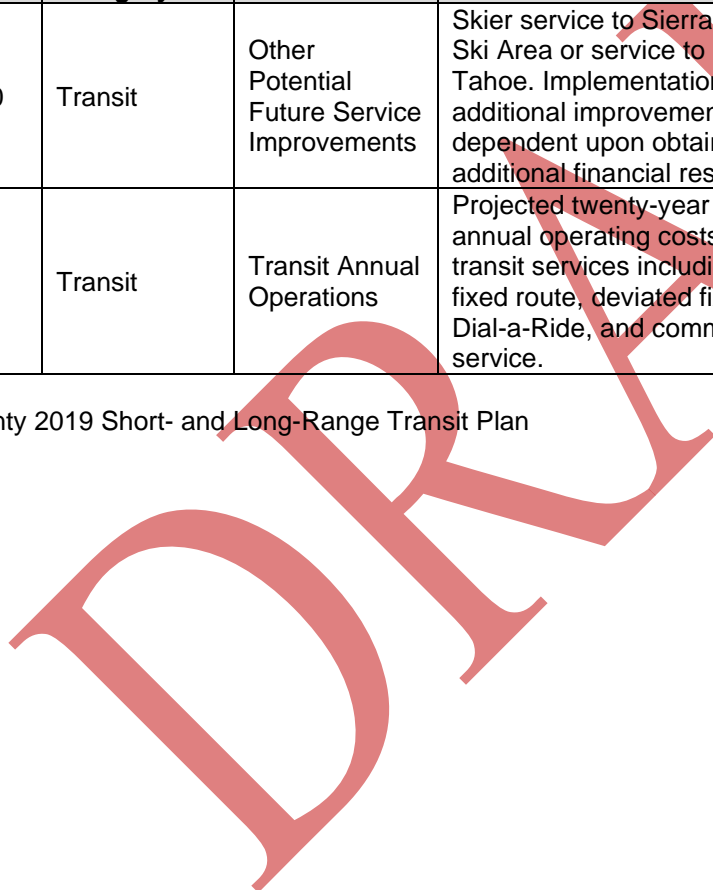 Skier service to Sierra
Other
Ski Area or service to
Potential
Tahoe. Implementation
0
Transit
Future Service
additional improvemen
Improvements
dependent upon obtain
additional financial res
Projected twenty-year
annual operating costs
Transit
Transit Annual
Operations
transit services includi
fixed route, deviated fi
Dial-a-Ride, and comm
service.
nty 2019 Short- and Long-Range Transit Plan
DRA